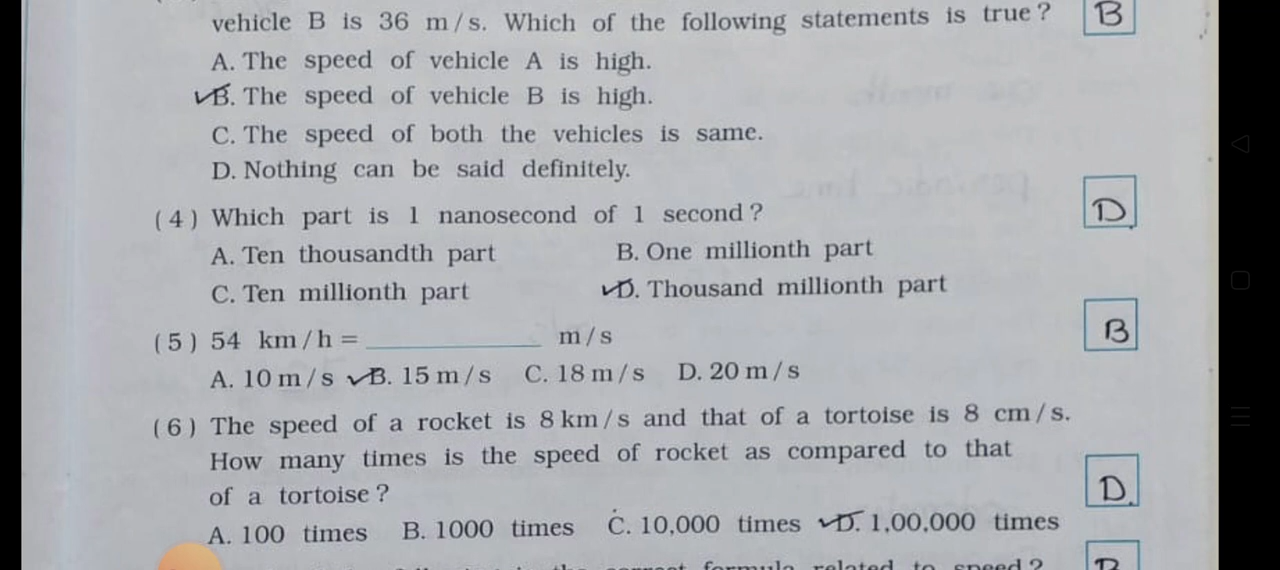 vehicle B is 36 m/s. Which of the following statements is true? B
A. The speed of vehicle A is high.
B. The speed of vehicle B is high.
C. The speed of both the vehicles is same.
D. Nothing can be said definitely.
(4) Which part is 1 nanosecond of 1 second? D
A. Ten thousandth part B. One millionth part
C. Ten millionth part D. Thousand millionth part
(5) 54 km/h = ____________ m/s B
A. 10 m/s B. 15 m/s C. 18 m/s D. 20 m/s
(6) The speed of a rocket is 8 km/s and that of a tortoise is 8 cm/s.
How many times is the speed of rocket as compared to that
of a tortoise? D
A. 100 times B. 1000 times C. 10,000 times D. 1,00,000 times
formula related to speed?